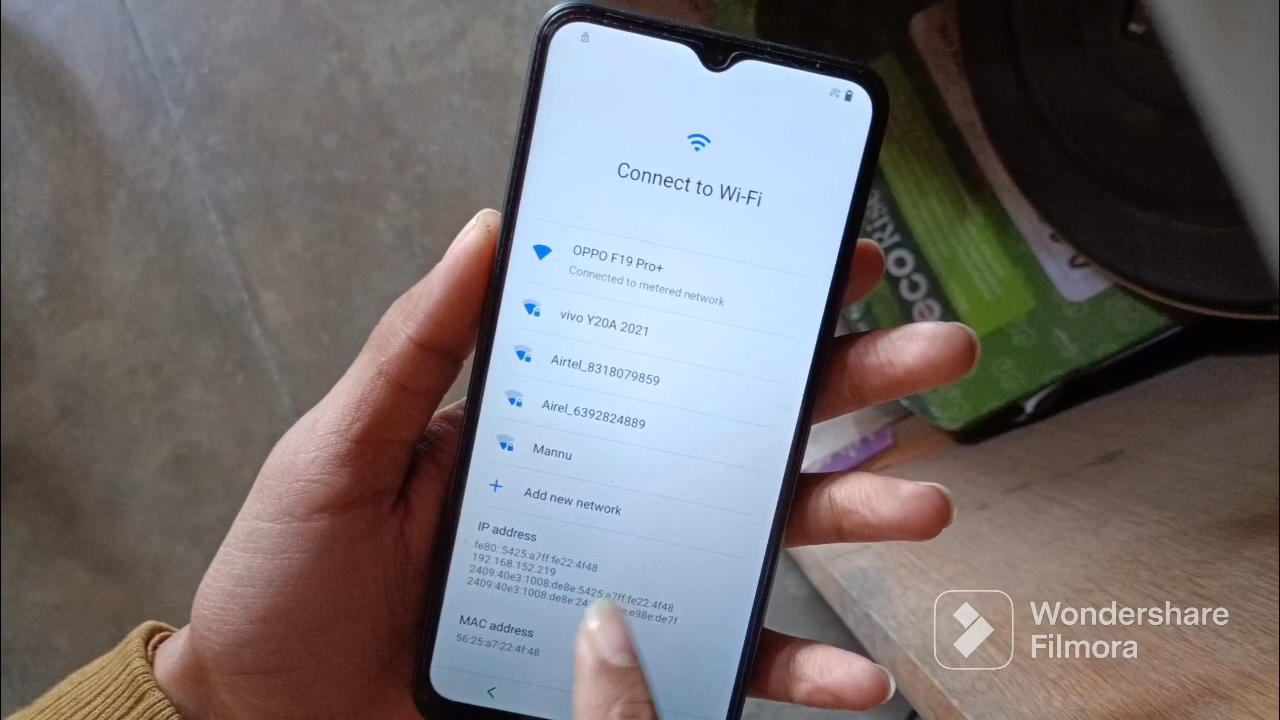 Connect to Wi-Fi
OPPO F19 Pro+
Connected to metered network
vivo Y20A 2021
Airtel_8318079859
Airel_6392824889
Mannu
Add new network
IP address
fe80::5425:a7ff:fe22:4f48
192.168.152.219
2409:40e3:1008:de8e:5425:a7ff:fe22:4f48
MAC address
56:25:a7:22:4f:48
eco
Wondershare
Filmora